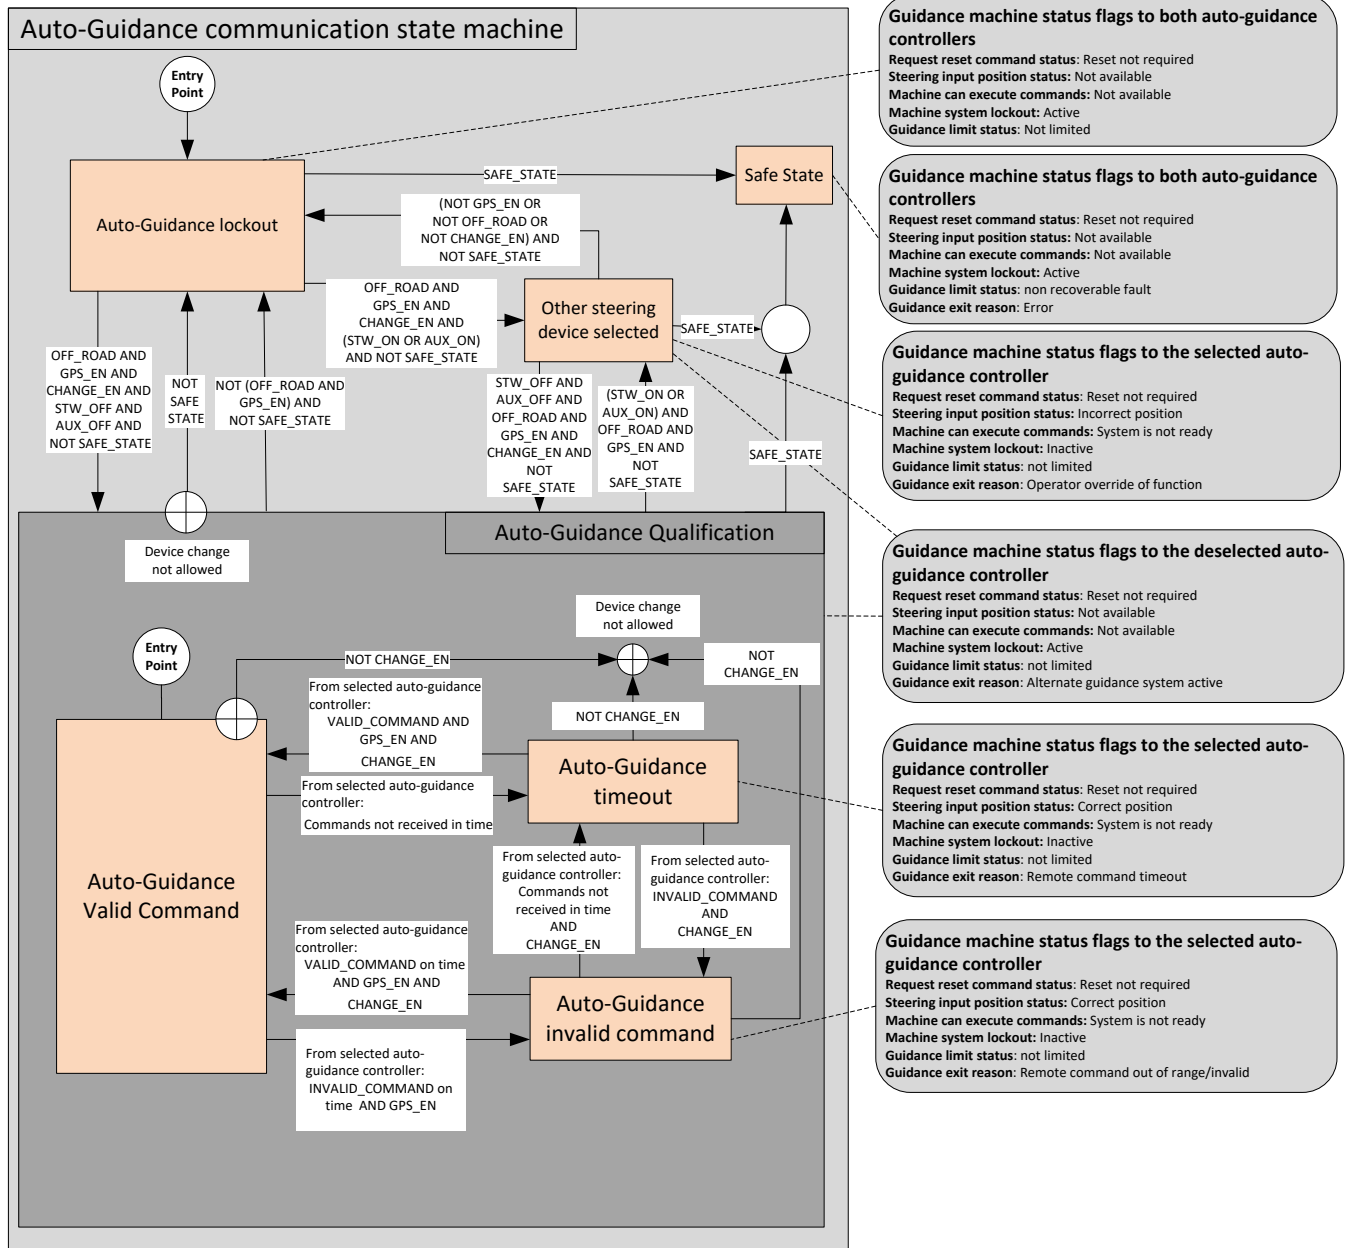 Auto-Guidance communication state machine
Entry
Point
Auto-Guidance lockout
SAFE_STATE
Safe State
(NOT GPS_EN OR
NOT OFF_ROAD OR
NOT CHANGE_EN) AND
NOT SAFE_STATE
OFF_ROAD AND
GPS_EN AND
CHANGE_EN AND
(STW_ON OR AUX_ON)
AND NOT SAFE_STATE
Other steering
device selected
SAFE_STATE
OFF_ROAD AND
GPS_EN AND
CHANGE_EN AND
STW_OFF AND
AUX_OFF AND
NOT SAFE_STATE
NOT
SAFE
STATE
NOT (OFF_ROAD AND
GPS_EN) AND
NOT SAFE_STATE
STW_OFF AND
AUX_OFF AND
OFF_ROAD AND
GPS_EN AND
CHANGE_EN AND
NOT
SAFE_STATE
(STW_ON OR
AUX_ON) AND
OFF_ROAD AND
GPS_EN AND
NOT
SAFE_STATE
SAFE_STATE
Device change
not allowed
Auto-Guidance Qualification
Entry
Point
Device change
not allowed
NOT CHANGE_EN
NOT
CHANGE_EN
NOT CHANGE_EN
From selected auto-guidance
controller:
VALID_COMMAND AND
GPS_EN AND
CHANGE_EN
Auto-Guidance
timeout
From selected auto-guidance
controller:
Commands not received in time
Auto-Guidance
Valid Command
From selected auto-
guidance controller:
Commands not
received in time
AND
CHANGE_EN
From selected auto-
guidance controller:
INVALID_COMMAND
AND
CHANGE_EN
From selected auto-guidance
controller:
VALID_COMMAND on time
AND GPS_EN AND
CHANGE_EN
Auto-Guidance
invalid command
From selected auto-
guidance controller:
INVALID_COMMAND on
time AND GPS_EN
Guidance machine status flags to both auto-guidance
controllers
Request reset command status: Reset not required
Steering input position status: Not available
Machine can execute commands: Not available
Machine system lockout: Active
Guidance limit status: Not limited
Guidance machine status flags to both auto-guidance
controllers
Request reset command status: Reset not required
Steering input position status: Not available
Machine can execute commands: Not available
Machine system lockout: Active
Guidance limit status: non recoverable fault
Guidance exit reason: Error
Guidance machine status flags to the selected auto-
guidance controller
Request reset command status: Reset not required
Steering input position status: Incorrect position
Machine can execute commands: System is not ready
Machine system lockout: Inactive
Guidance limit status: not limited
Guidance exit reason: Operator override of function
Guidance machine status flags to the deselected auto-
guidance controller
Request reset command status: Reset not required
Steering input position status: Not available
Machine can execute commands: Not available
Machine system lockout: Active
Guidance limit status: not limited
Guidance exit reason: Alternate guidance system active
Guidance machine status flags to the selected auto-
guidance controller
Request reset command status: Reset not required
Steering input position status: Correct position
Machine can execute commands: System is not ready
Machine system lockout: Inactive
Guidance limit status: not limited
Guidance exit reason: Remote command timeout
Guidance machine status flags to the selected auto-
guidance controller
Request reset command status: Reset not required
Steering input position status: Correct position
Machine can execute commands: System is not ready
Machine system lockout: Inactive
Guidance limit status: not limited
Guidance exit reason: Remote command out of range/invalid